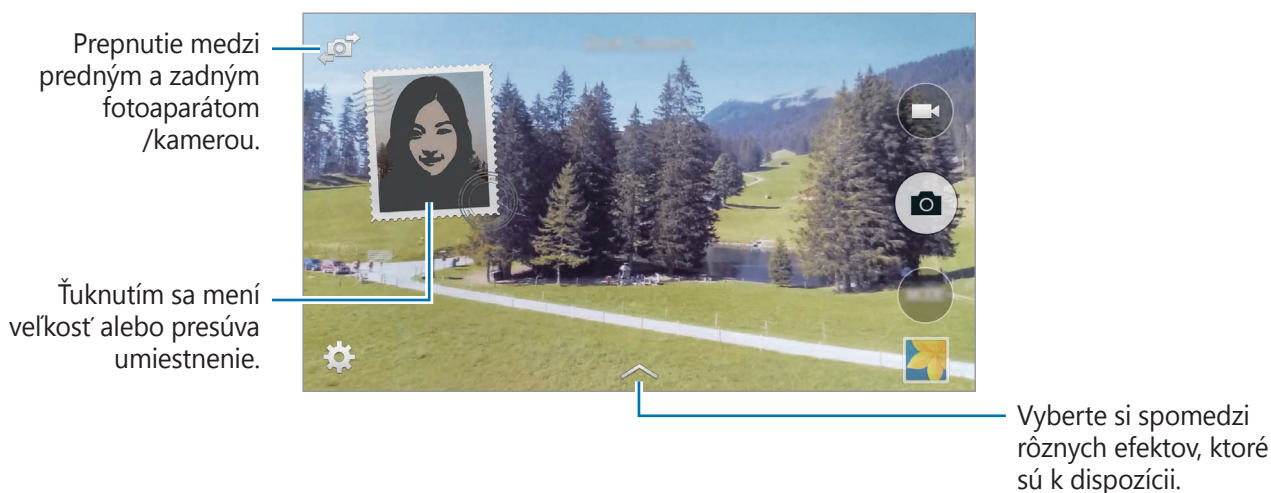 Prepnutie medzi
predným a zadným
fotoaparátom
/kamerou.
Ťuknutím sa mení
veľkosť alebo presúva
umiestnenie.
Vyberte si spomedzi
rôznych efektov, ktoré
sú k dispozícii.